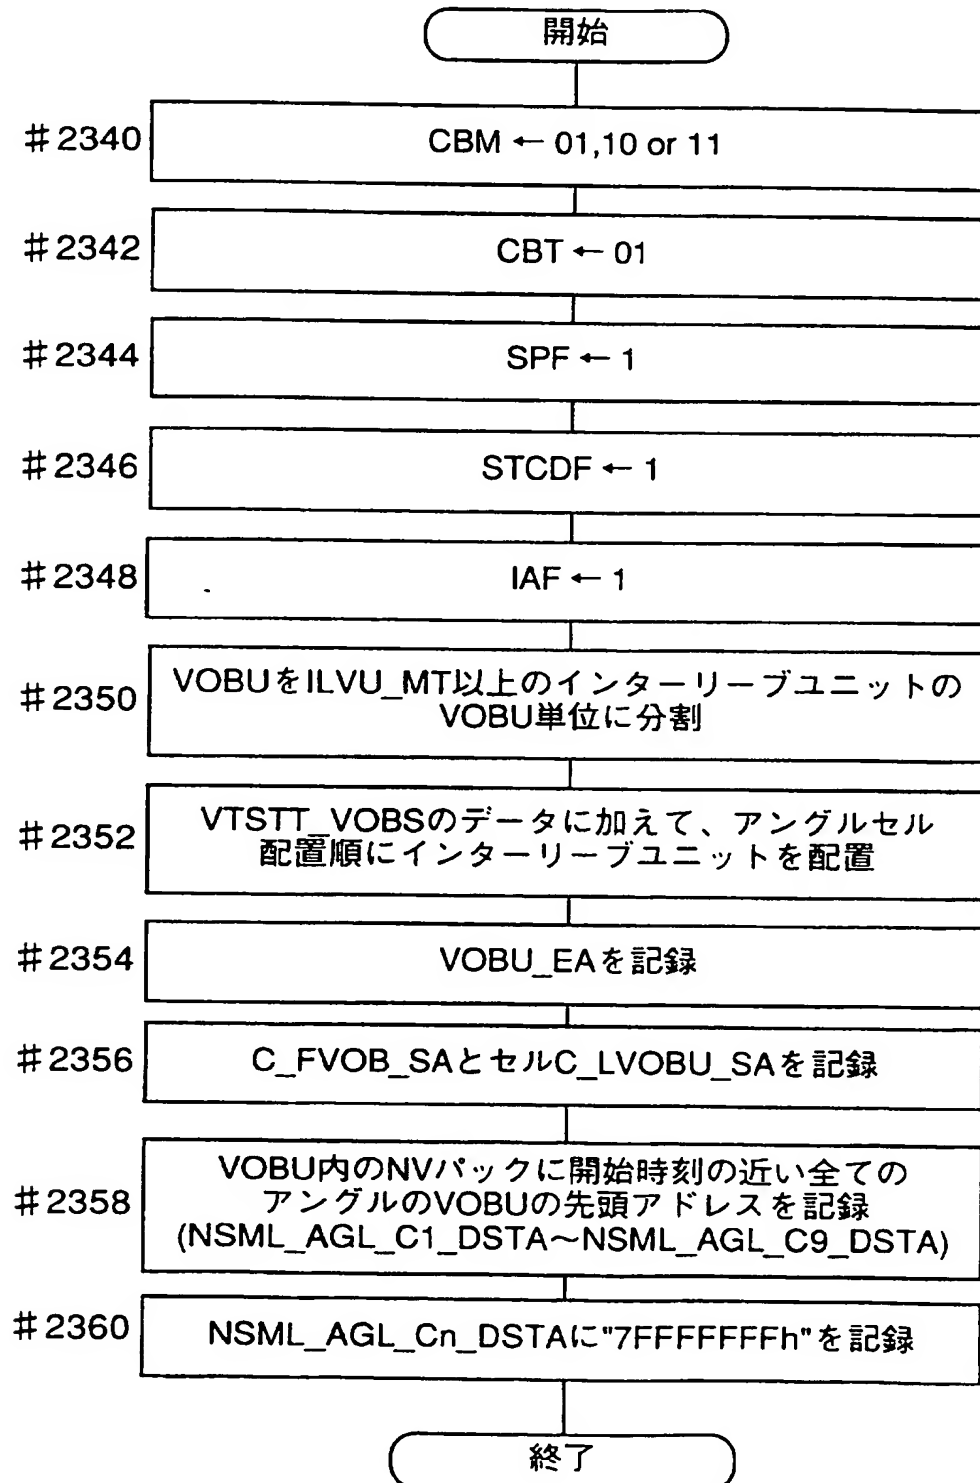 開始
#2340 CBM ← 01,10 or 11
#2342 CBT ← 01
#2344 SPF ← 1
#2346 STCDF ← 1
#2348 IAF ← 1
#2350 VOBUをILVU_MT以上のインターリーブユニットの
VOBU単位に分割
#2352 VTSTT_VOBSのデータに加えて、アングルセル
配置順にインターリーブユニットを配置
#2354 VOBU_EAを記録
#2356 C_FVOB_SAとセルC_LVOBU_SAを記録
#2358 VOBU内のNVパックに開始時刻の近い全ての
アングルのVOBUの先頭アドレスを記録
(NSML_AGL_C1_DSTA～NSML_AGL_C9_DSTA)
#2360 NSML_AGL_Cn_DSTAに"7FFFFFFFh"を記録
終了